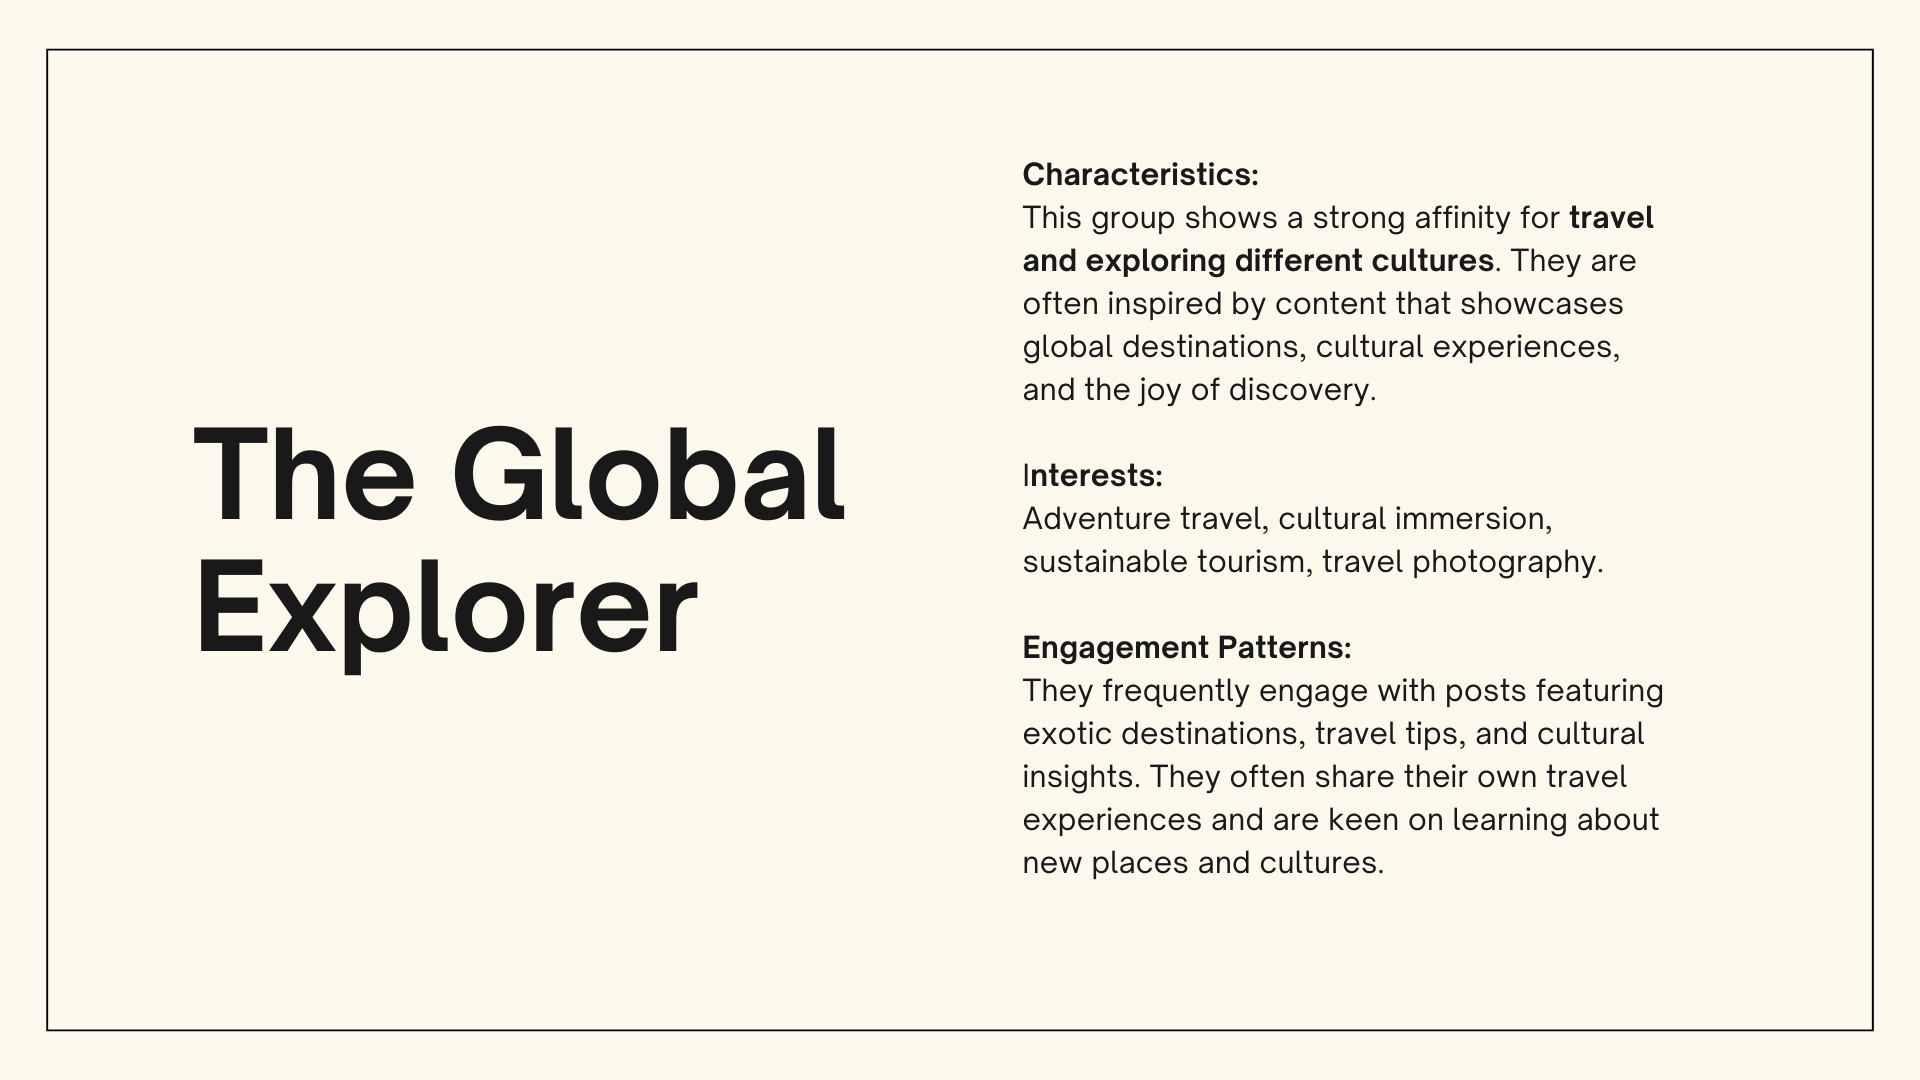 The Global
Explorer
Characteristics:
This group shows a strong affinity for travel
and exploring different cultures. They are
often inspired by content that showcases
global destinations, cultural experiences,
and the joy of discovery.
Interests:
Adventure travel, cultural immersion,
sustainable tourism, travel photography.
Engagement Patterns:
They frequently engage with posts featuring
exotic destinations, travel tips, and cultural
insights. They often share their own travel
experiences and are keen on learning about
new places and cultures.